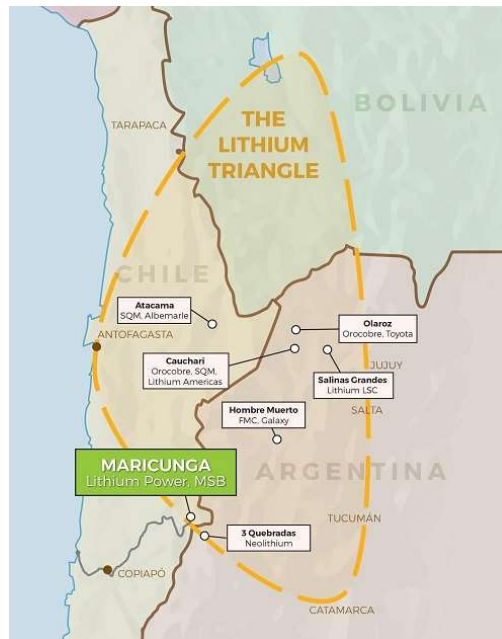 BOLIVIA
TARAPACA
THE
LITHIUM
TRIANGLE
CHILE
Atacama
SQM, Albemarle
Olaroz
Orocobre, Toyota
ANTOFAGASTA
Cauchari
Orocobre, SQM,
Lithium Americas
JUJUY
Salinas Grandes
Lithium LSC
SALTA
Hombre Muerto
FMC, Galaxy
MARICUNGA
Lithium Power, MSB
ARGENTINA
TUCUMÁN
3 Quebradas
Neolithium
COPIAPÓ
CATAMARCA